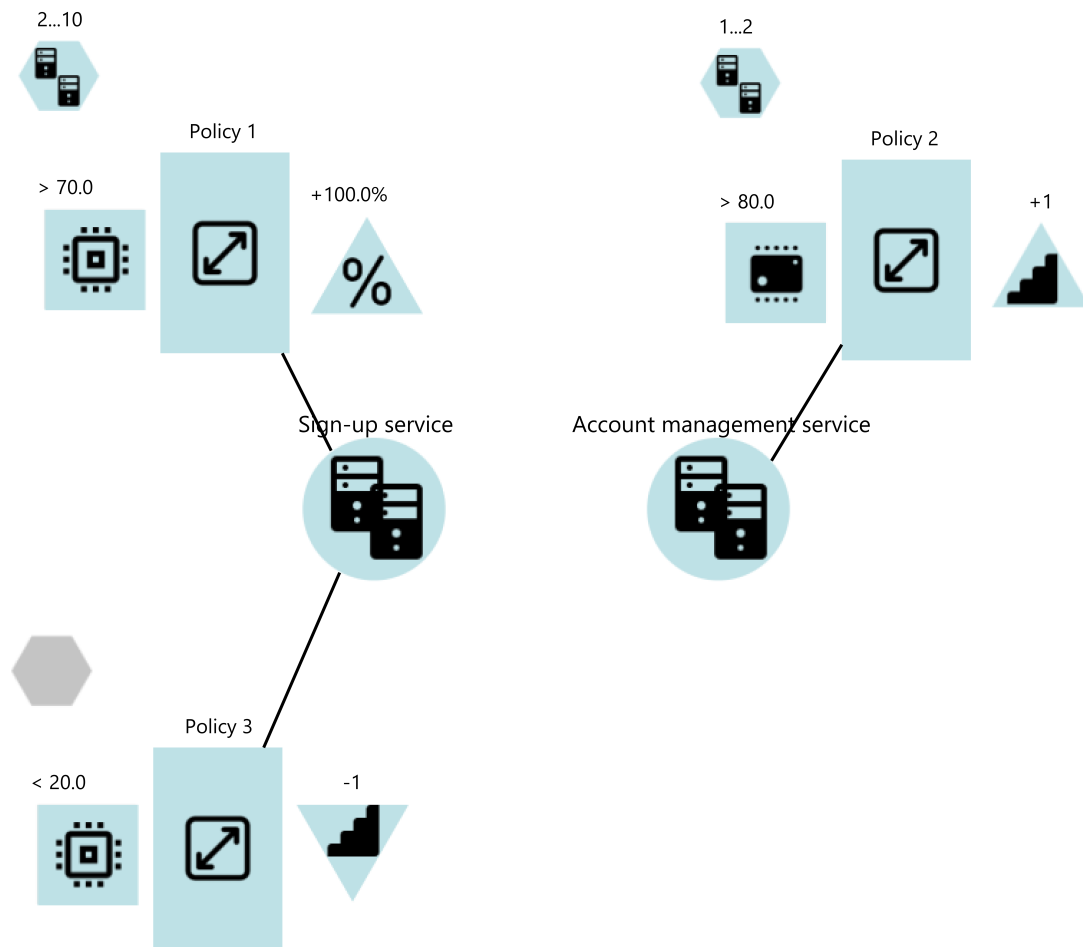 2...10
1...2
Policy 1
Policy 2
> 70.0
+100.0%
> 80.0
+1
%
Sign-up service
Account management service
Policy 3
< 20.0
-1